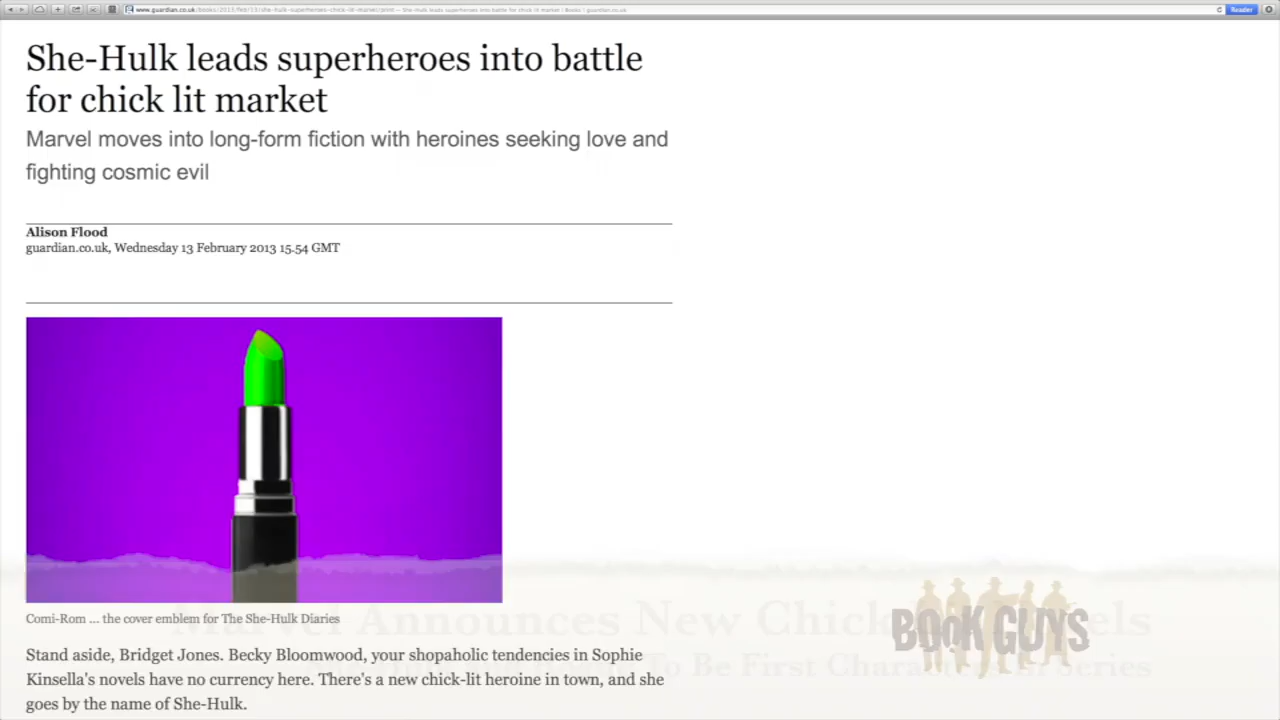 www.guardian.co.uk/books/2013/feb/13/she-hulk-superheroes-chick-lit-marvel/print — She-Hulk leads superheroes into battle for chick lit market | Books | guardian.co.uk
Reader
She-Hulk leads superheroes into battle
for chick lit market
Marvel moves into long-form fiction with heroines seeking love and
fighting cosmic evil
Alison Flood
guardian.co.uk, Wednesday 13 February 2013 15.54 GMT
Comi-Rom ... the cover emblem for The She-Hulk Diaries
Marvel Announces New Chick
BOOK GUYS
Stand aside, Bridget Jones. Becky Bloomwood, your shopaholic tendencies in Sophie
To Be First Characters In Series
Kinsella's novels have no currency here. There's a new chick-lit heroine in town, and she
goes by the name of She-Hulk.